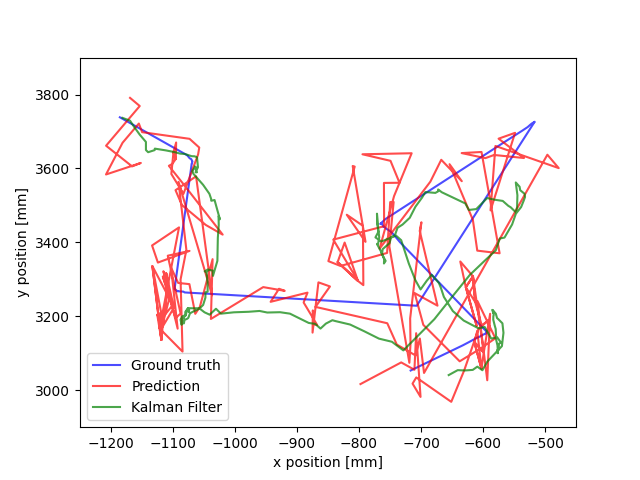 3800
3600
3400
3200
3000
y position [mm]
Ground truth
Prediction
Kalman Filter
−1200 −1100 −1000 −900 −800 −700 −600 −500
x position [mm]